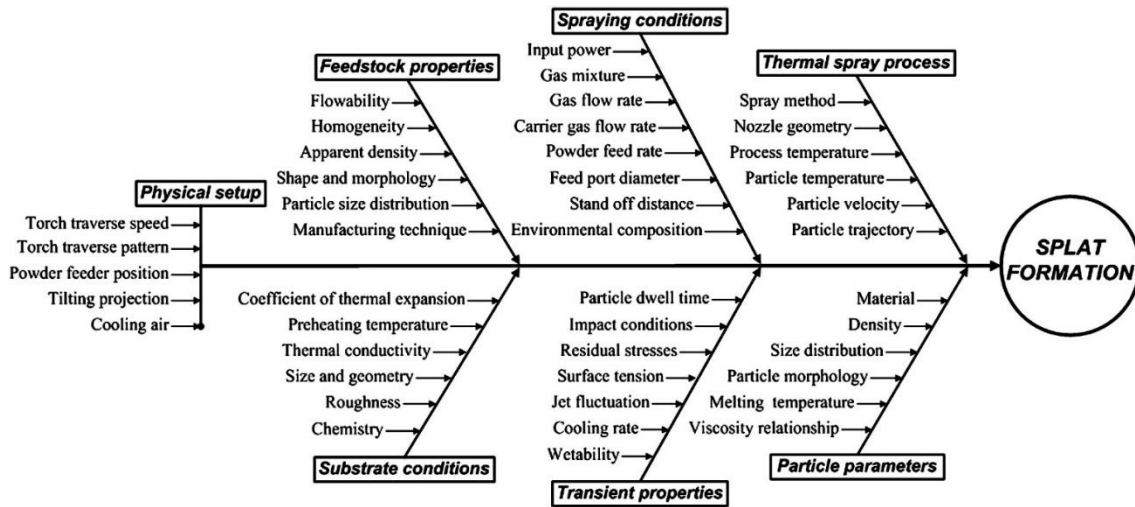 Spraying conditions
Input power
Gas mixture
Gas flow rate
Carrier gas flow rate
Powder feed rate
Feed port diameter
Stand off distance
Environmental composition
Feedstock properties
Flowability
Homogeneity
Apparent density
Shape and morphology
Particle size distribution
Manufacturing technique
Thermal spray process
Spray method
Nozzle geometry
Process temperature
Particle temperature
Particle velocity
Particle trajectory
Physical setup
Torch traverse speed
Torch traverse pattern
Powder feeder position
Tilting projection
Cooling air
SPLAT
FORMATION
Coefficient of thermal expansion
Preheating temperature
Thermal conductivity
Size and geometry
Roughness
Chemistry
Substrate conditions
Particle dwell time
Impact conditions
Residual stresses
Surface tension
Jet fluctuation
Cooling rate
Wetability
Transient properties
Material
Density
Size distribution
Particle morphology
Melting temperature
Viscosity relationship
Particle parameters